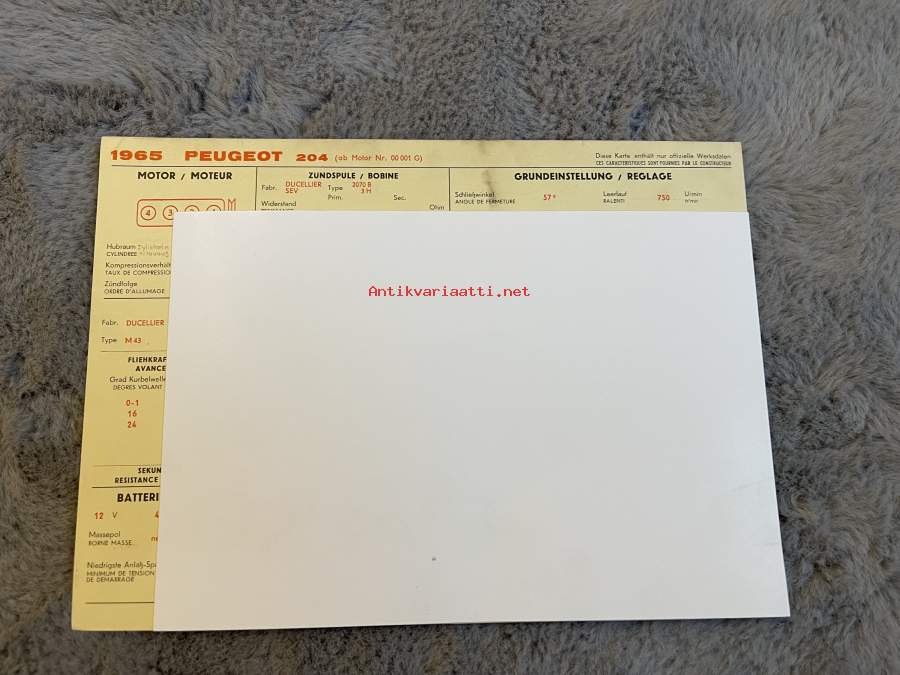 1965 PEUGEOT 204 (ab Motor Nr. 00 001 G)
Diese Karte enthält nur offizielle Werksdaten
CES CARACTERISTIQUES SONT FOURNIES PAR LE CONSTRUCTEUR
MOTOR / MOTEUR
4 3
Hubraum
CYLINDREE
Kompressionsverhält
TAUX DE COMPRESSIO
Zündfolge
ORDRE D'ALLUMAGE
Fabr. DUCELLIER
Type M 43
FLIEHKRAF
AVANCE
Grad Kurbelwelle
DEGRES VOLANT
0-1
16
24
SEKUN
RESISTANCE
BATTERI
12 V 4
Massepol
BORNE MASSE
Niedrigste Anlaß-Sp
MINIMUM DE TENSION
DE DEMARRAGE
ZUNDSPULE / BOBINE
Fabr. DUCELLIER Type 2070 B
SEV 3 H
Prim. Sec.
Widerstand
Ohm
GRUNDEINSTELLUNG / REGLAGE
Schließwinkel 57° Leerlauf 750 U/min
ANGLE DE FERMETURE RALENTI tr/mn
Antikvariaatti.net